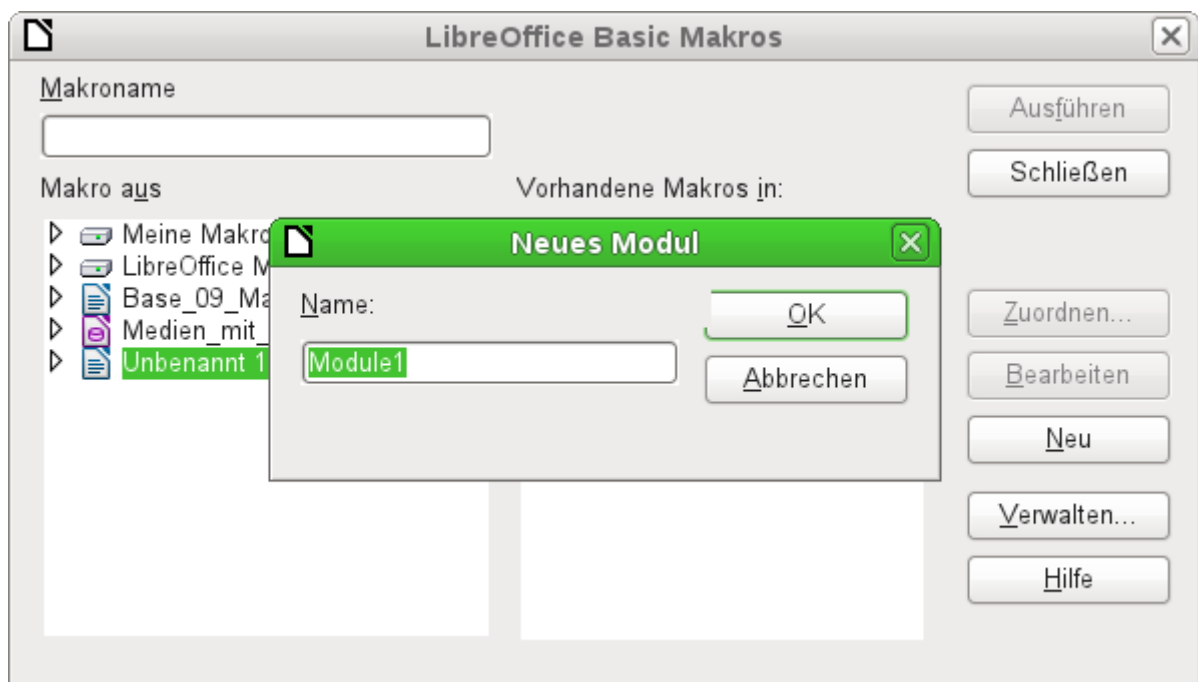 LibreOffice Basic Makros
Makroname
Ausführen
Schließen
Makro aus
Vorhandene Makros in:
Meine Makro
LibreOffice M
Base_09_Ma
Medien_mit_
Unbenannt 1
Neues Modul
Name:
Module1
OK
Abbrechen
Zuordnen...
Bearbeiten
Neu
Verwalten...
Hilfe